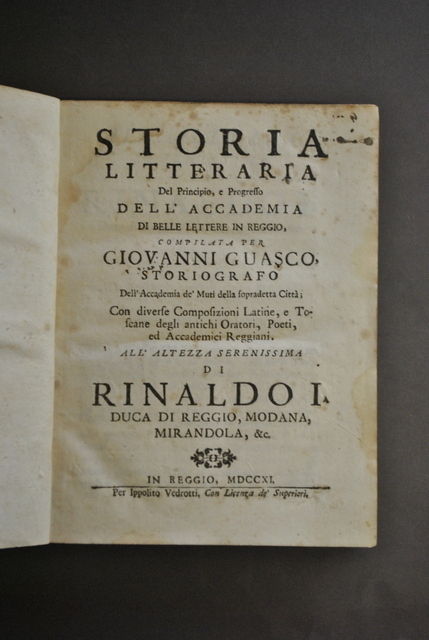 STORIA
LITTERARIA
Del Principio, e Progresso
DELL' ACCADEMIA
DI BELLE LETTERE IN REGGIO,
COMPILATA PER
GIOVANNI GUASCO,
STORIOGRAFO
Dell' Accademia de' Muti della sopradetta Città;
Con diverse Composizioni Latine, e To-
scane degli antichi Oratori, Poeti,
ed Accademici Reggiani.
ALL' ALTEZZA SERENISSIMA
DI
RINALDO I.
DUCA DI REGGIO, MODANA,
MIRANDOLA, &c.
IN REGGIO, MDCCXI.
Per Ippolito Vedrotti, Con Licenza de' Superiori.